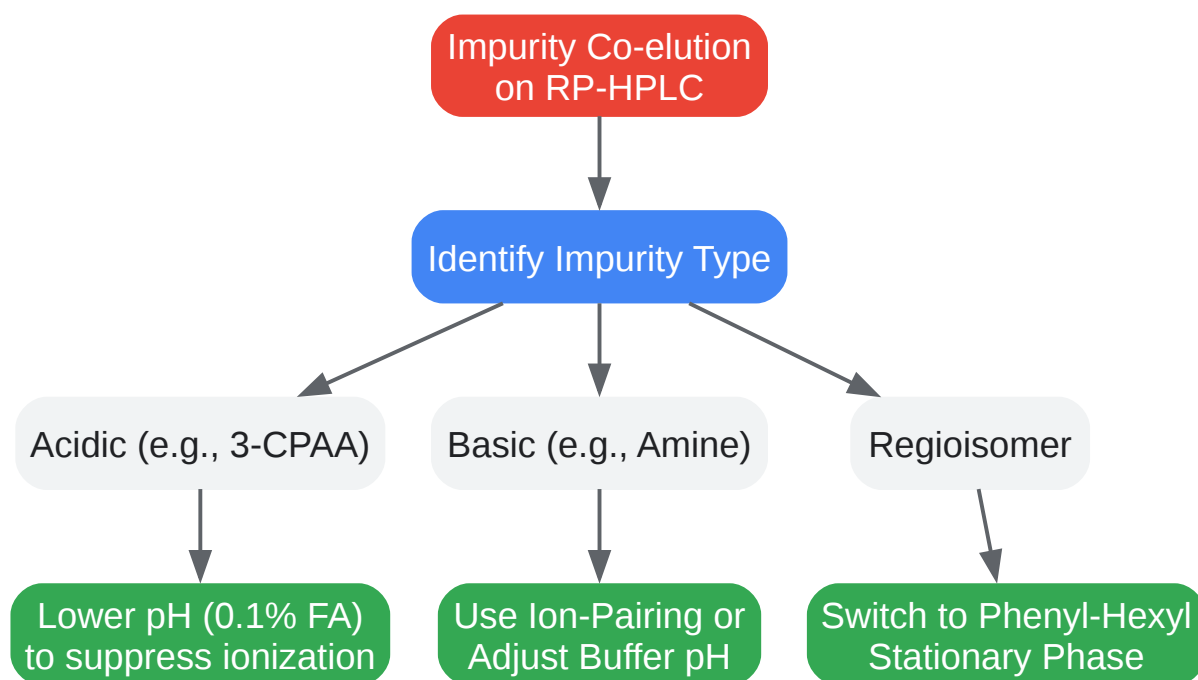 Impurity Co-elution
on RP-HPLC
Identify Impurity Type
Acidic (e.g., 3-CPAA)
Basic (e.g., Amine)
Regioisomer
Lower pH (0.1% FA)
to suppress ionization
Use Ion-Pairing or
Adjust Buffer pH
Switch to Phenyl-Hexyl
Stationary Phase